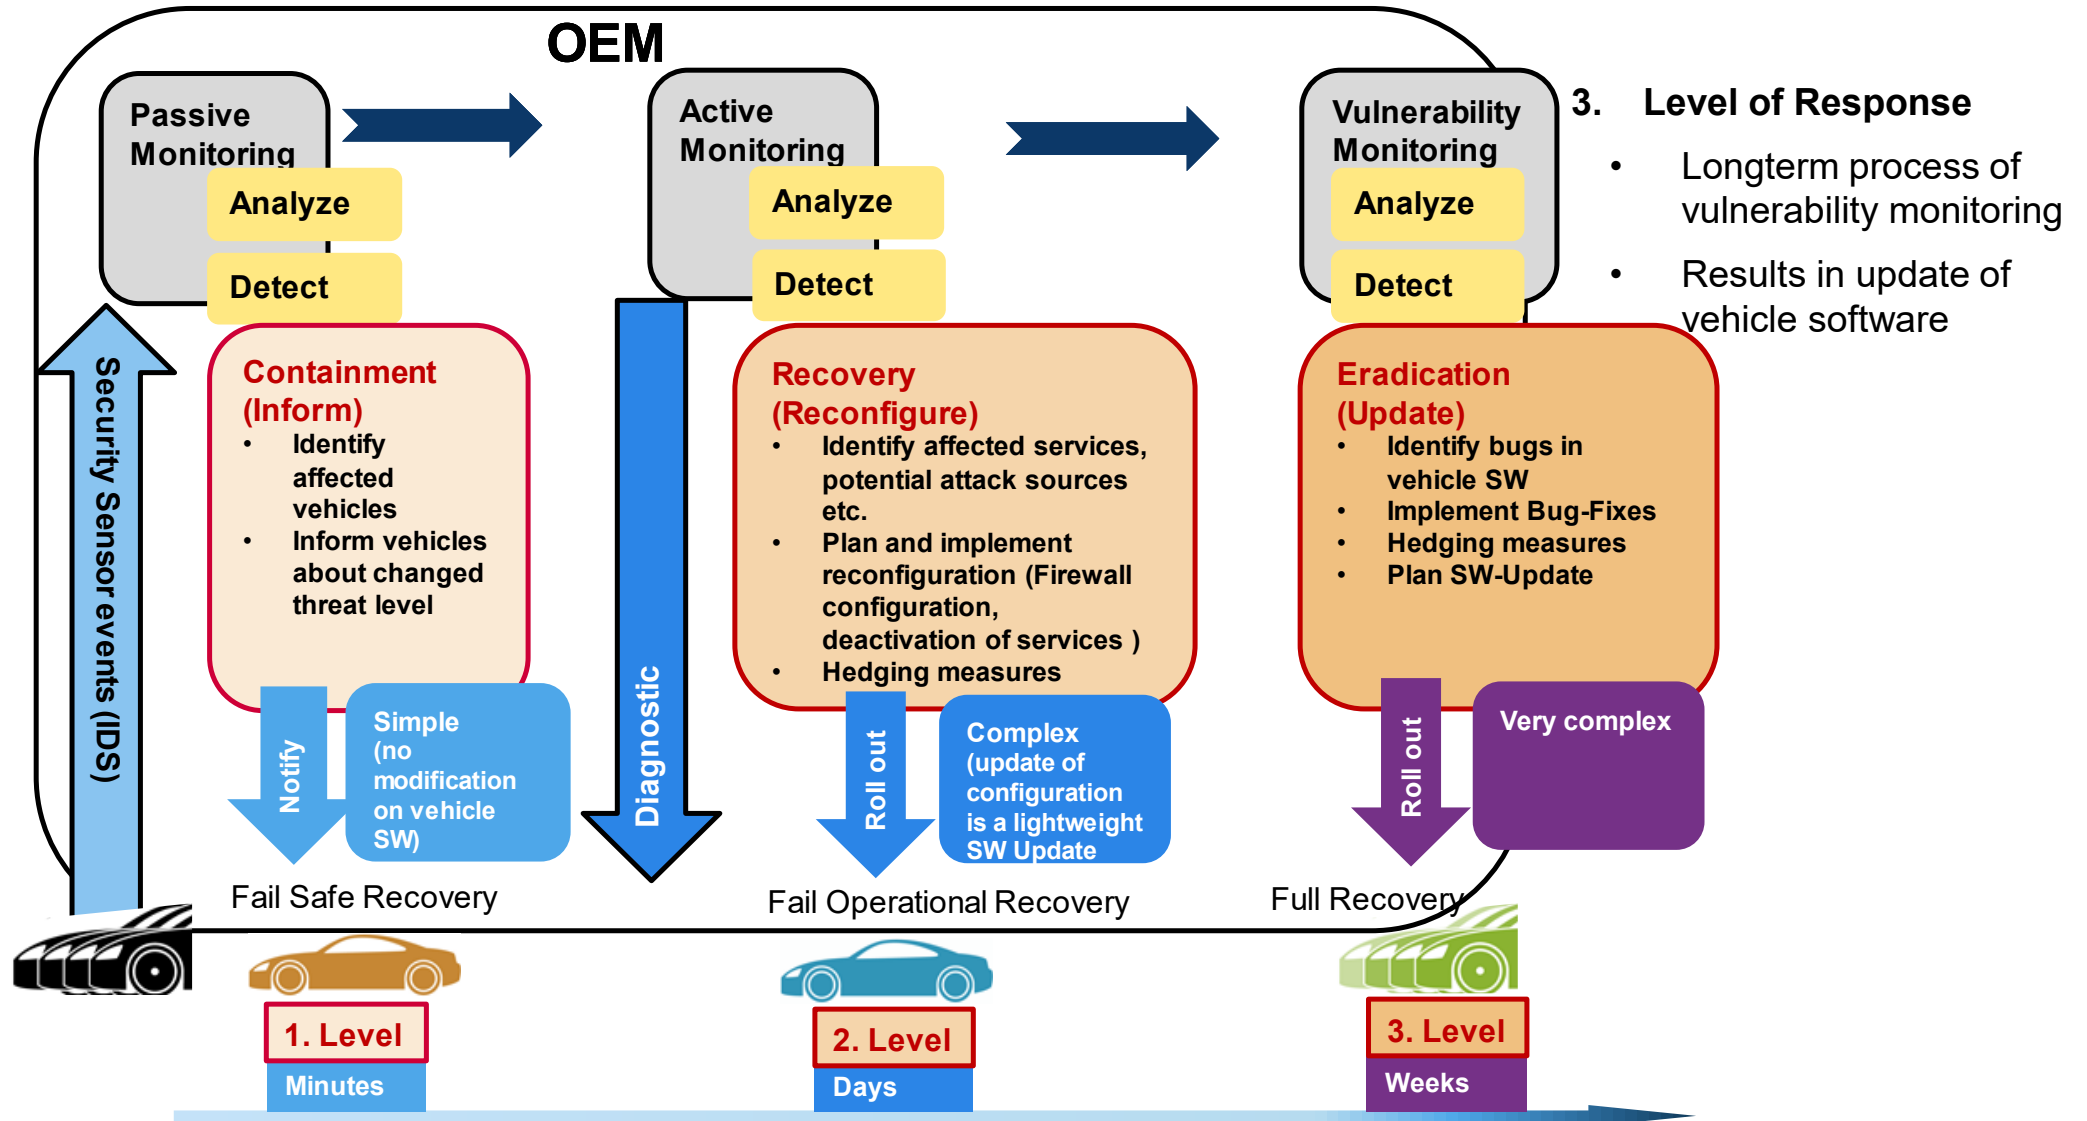 OEM
Passive
Monitoring
Analyze
Detect
Active
Monitoring
Analyze
Detect
Vulnerability
Monitoring
Analyze
Detect
3. Level of Response
• Longterm process of
vulnerability monitoring
• Results in update of
vehicle software
Security Sensor events (IDS)
Containment
(Inform)
• Identify
affected
vehicles
• Inform vehicles
about changed
threat level
Notify
Simple
(no
modification
on vehicle
SW)
Fail Safe Recovery
Diagnostic
Recovery
(Reconfigure)
• Identify affected services,
potential attack sources
etc.
• Plan and implement
reconfiguration (Firewall
configuration,
deactivation of services )
• Hedging measures
Roll out
Complex
(update of
configuration
is a lightweight
SW Update
Fail Operational Recovery
Eradication
(Update)
• Identify bugs in
vehicle SW
• Implement Bug-Fixes
• Hedging measures
• Plan SW-Update
Roll out
Very complex
Full Recovery
1. Level
Minutes
2. Level
Days
3. Level
Weeks